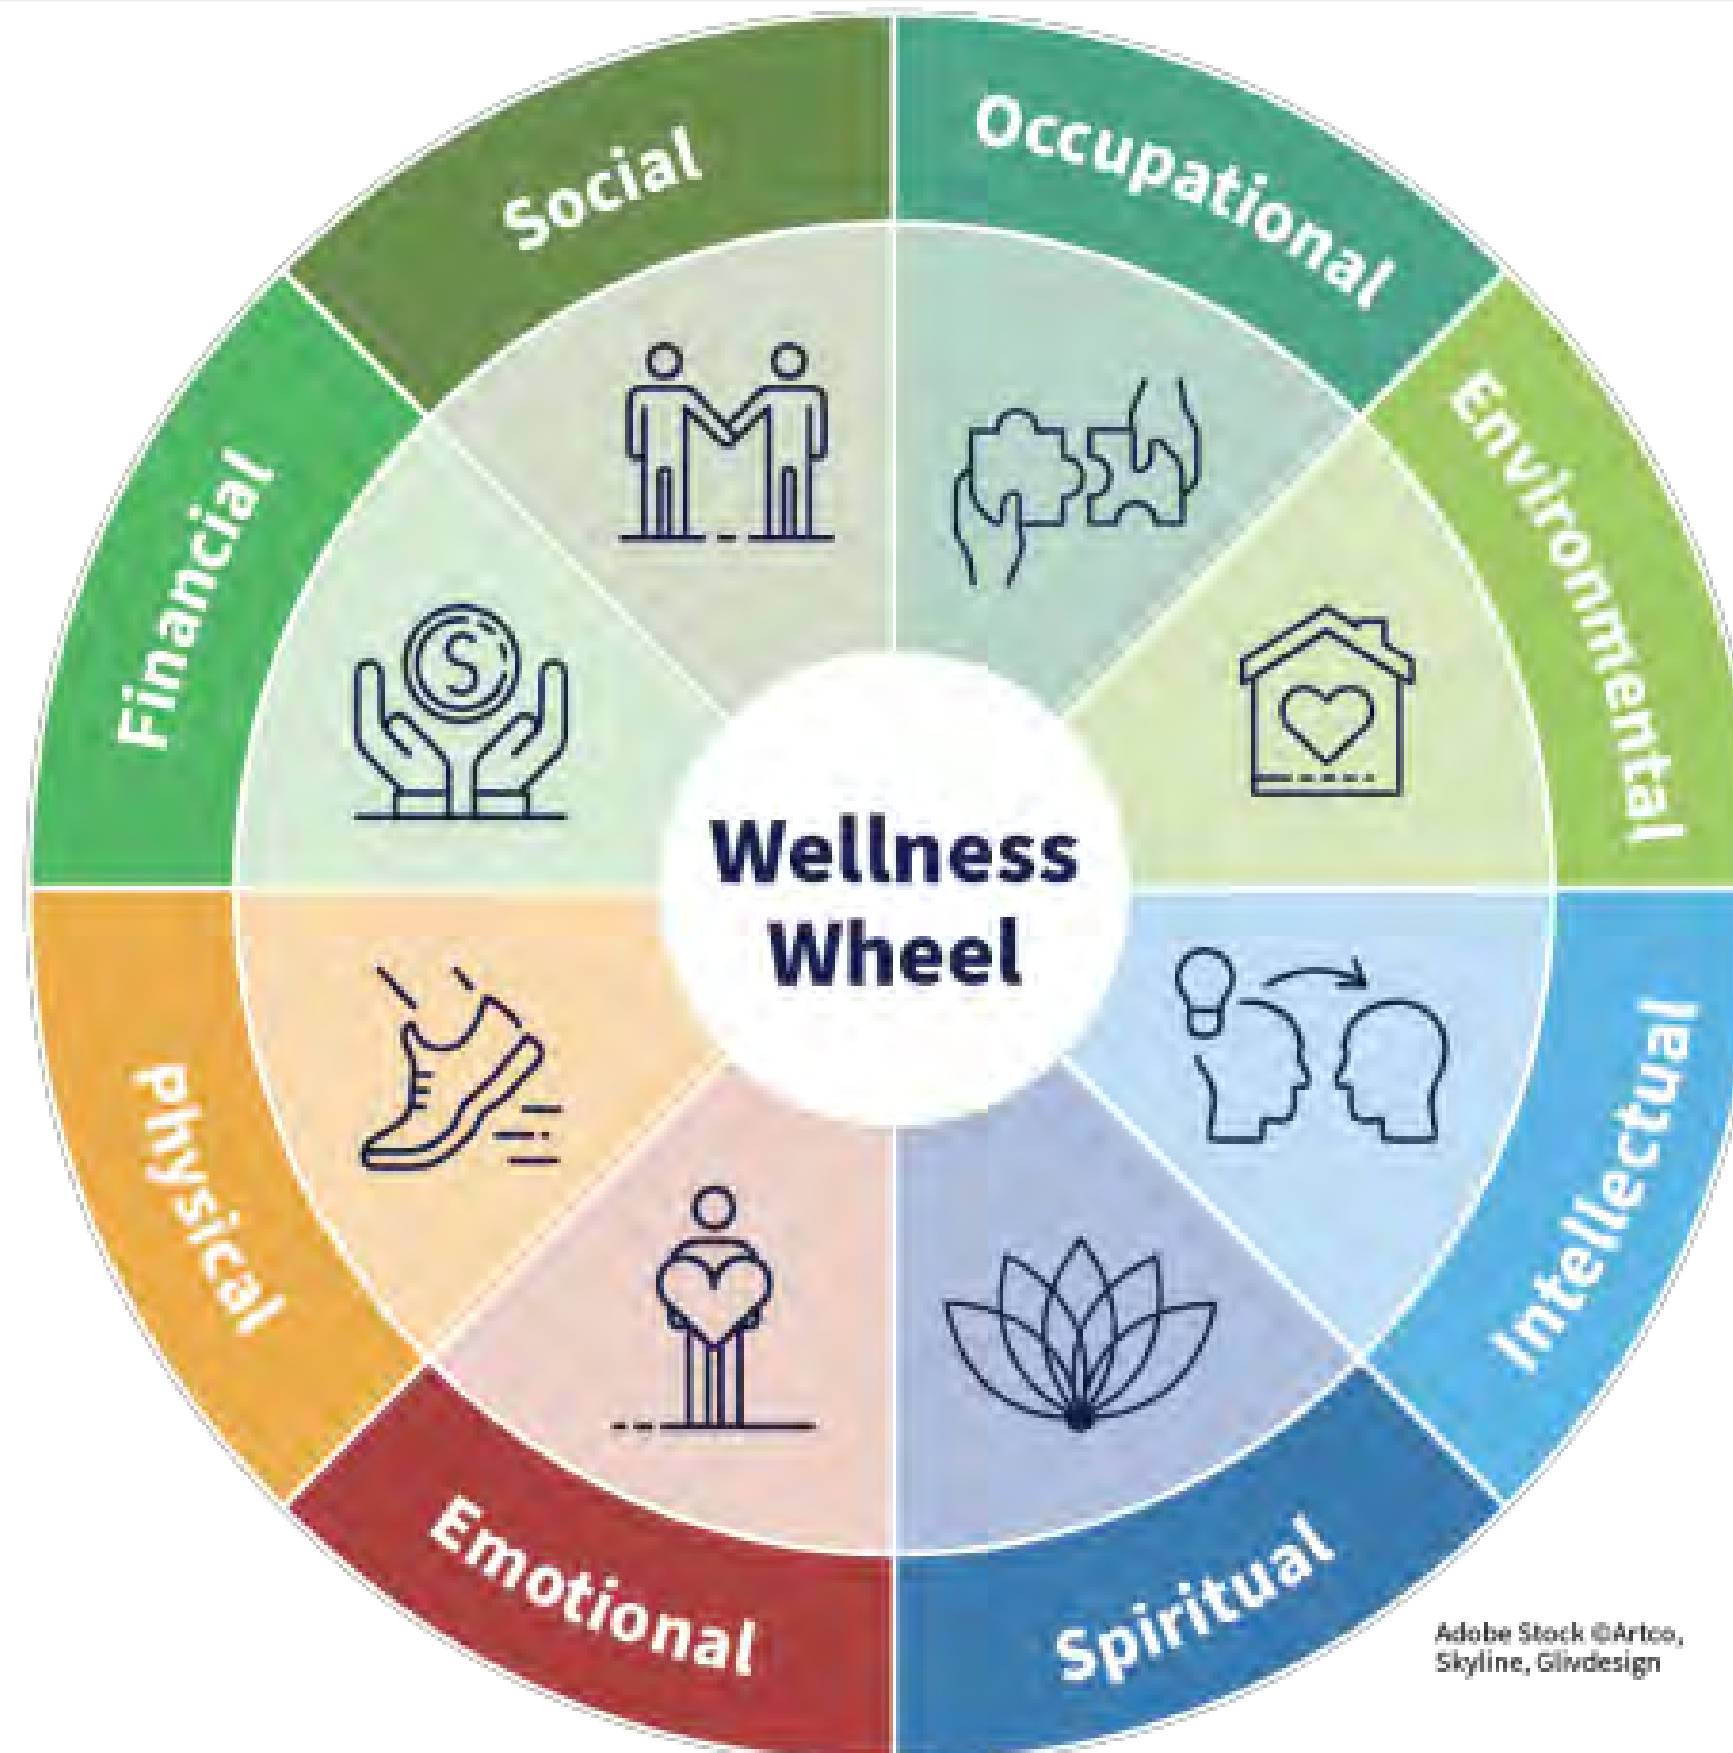 Social
Occupational
Environmental
Financial
Wellness
Wheel
Physical
Intellectual
Emotional
Spiritual
S
Adobe Stock ©Artco,
Skyline, Glivdesign